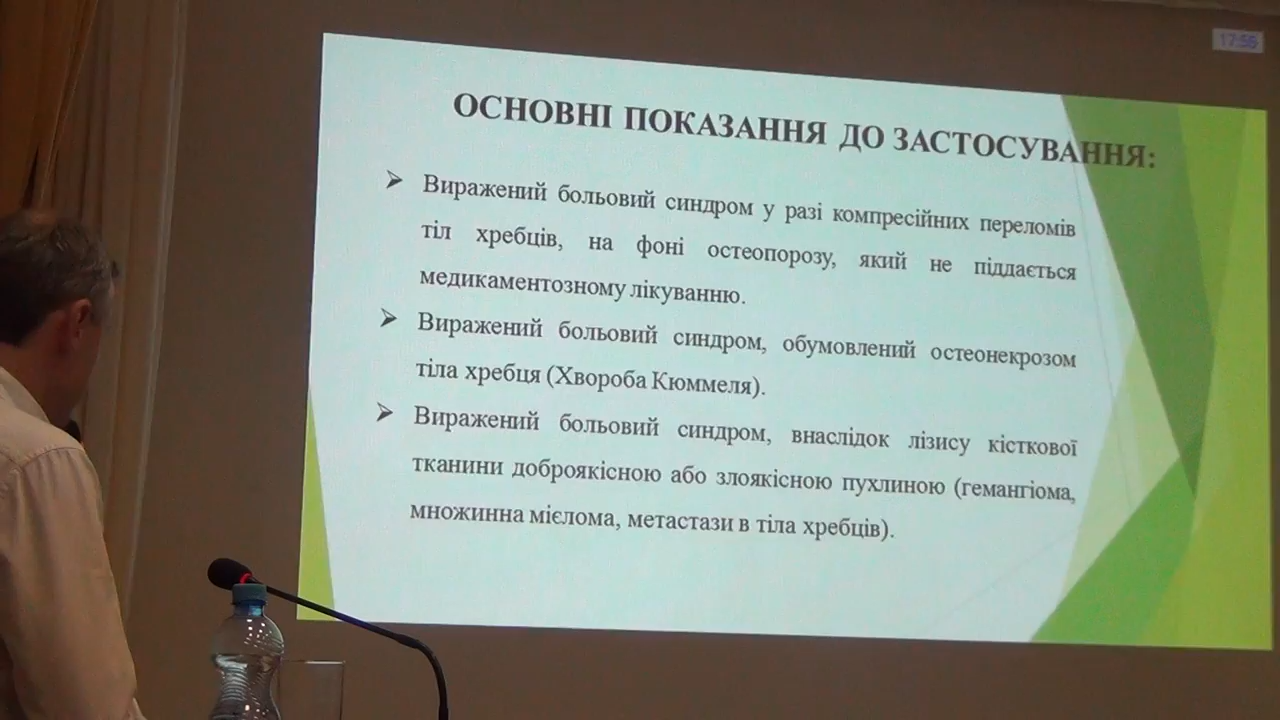 17:55
ОСНОВНІ ПОКАЗАННЯ ДО ЗАСТОСУВАННЯ:
➢ Виражений больовий синдром у разі компресійних переломів
тіл хребців, на фоні остеопорозу, який не піддається
медикаментозному лікуванню.
➢ Виражений больовий синдром, обумовлений остеонекрозом
тіла хребця (Хвороба Кюммеля).
➢ Виражений больовий синдром, внаслідок лізису кісткової
тканини доброякісною або злоякісною пухлиною (гемангіома,
множинна мієлома, метастази в тіла хребців).